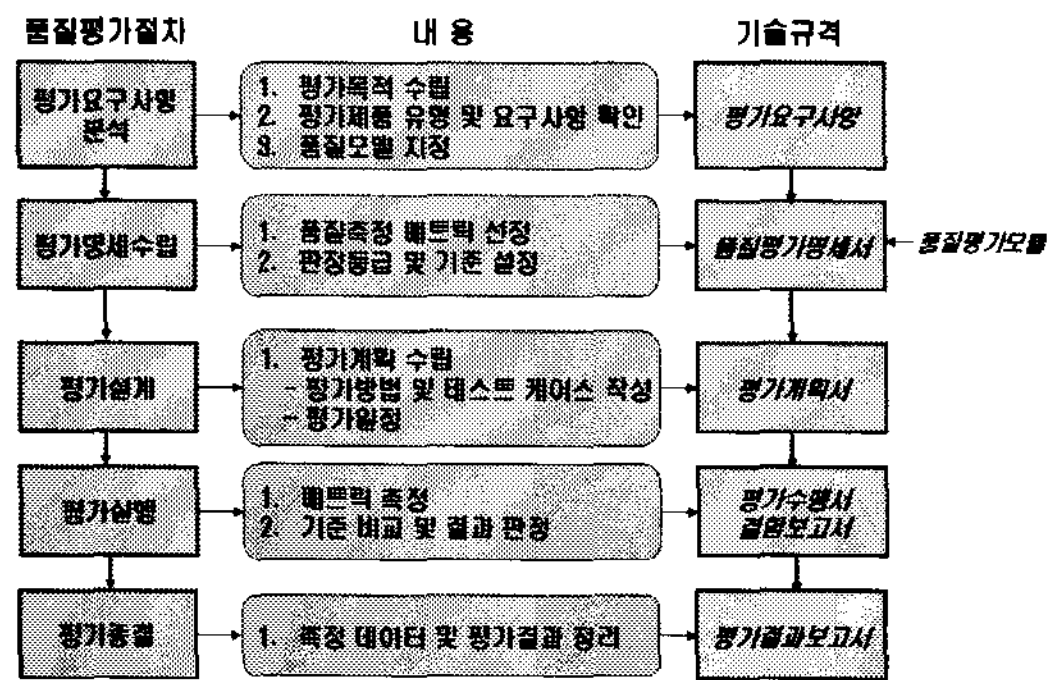 품질평가절차
내 용
기술규격
평가요구사항
분석
1. 평가목적 수립
2. 평가제품 유형 및 요구사항 확인
3. 품질모델 지정
평가요구사항
평가명세수립
1. 품질측정 메트릭 선정
2. 판정등급 및 기준 설정
품질평가명세서
품질평가모듈
평가설계
1. 평가계획 수립
- 평가방법 및 테스트 케이스 작성
- 평가일정
평가계획서
평가실행
1. 메트릭 측정
2. 기준 비교 및 결과 판정
평가수행서
결함보고서
평가종결
1. 측정 데이터 및 평가결과 정리
평가결과보고서